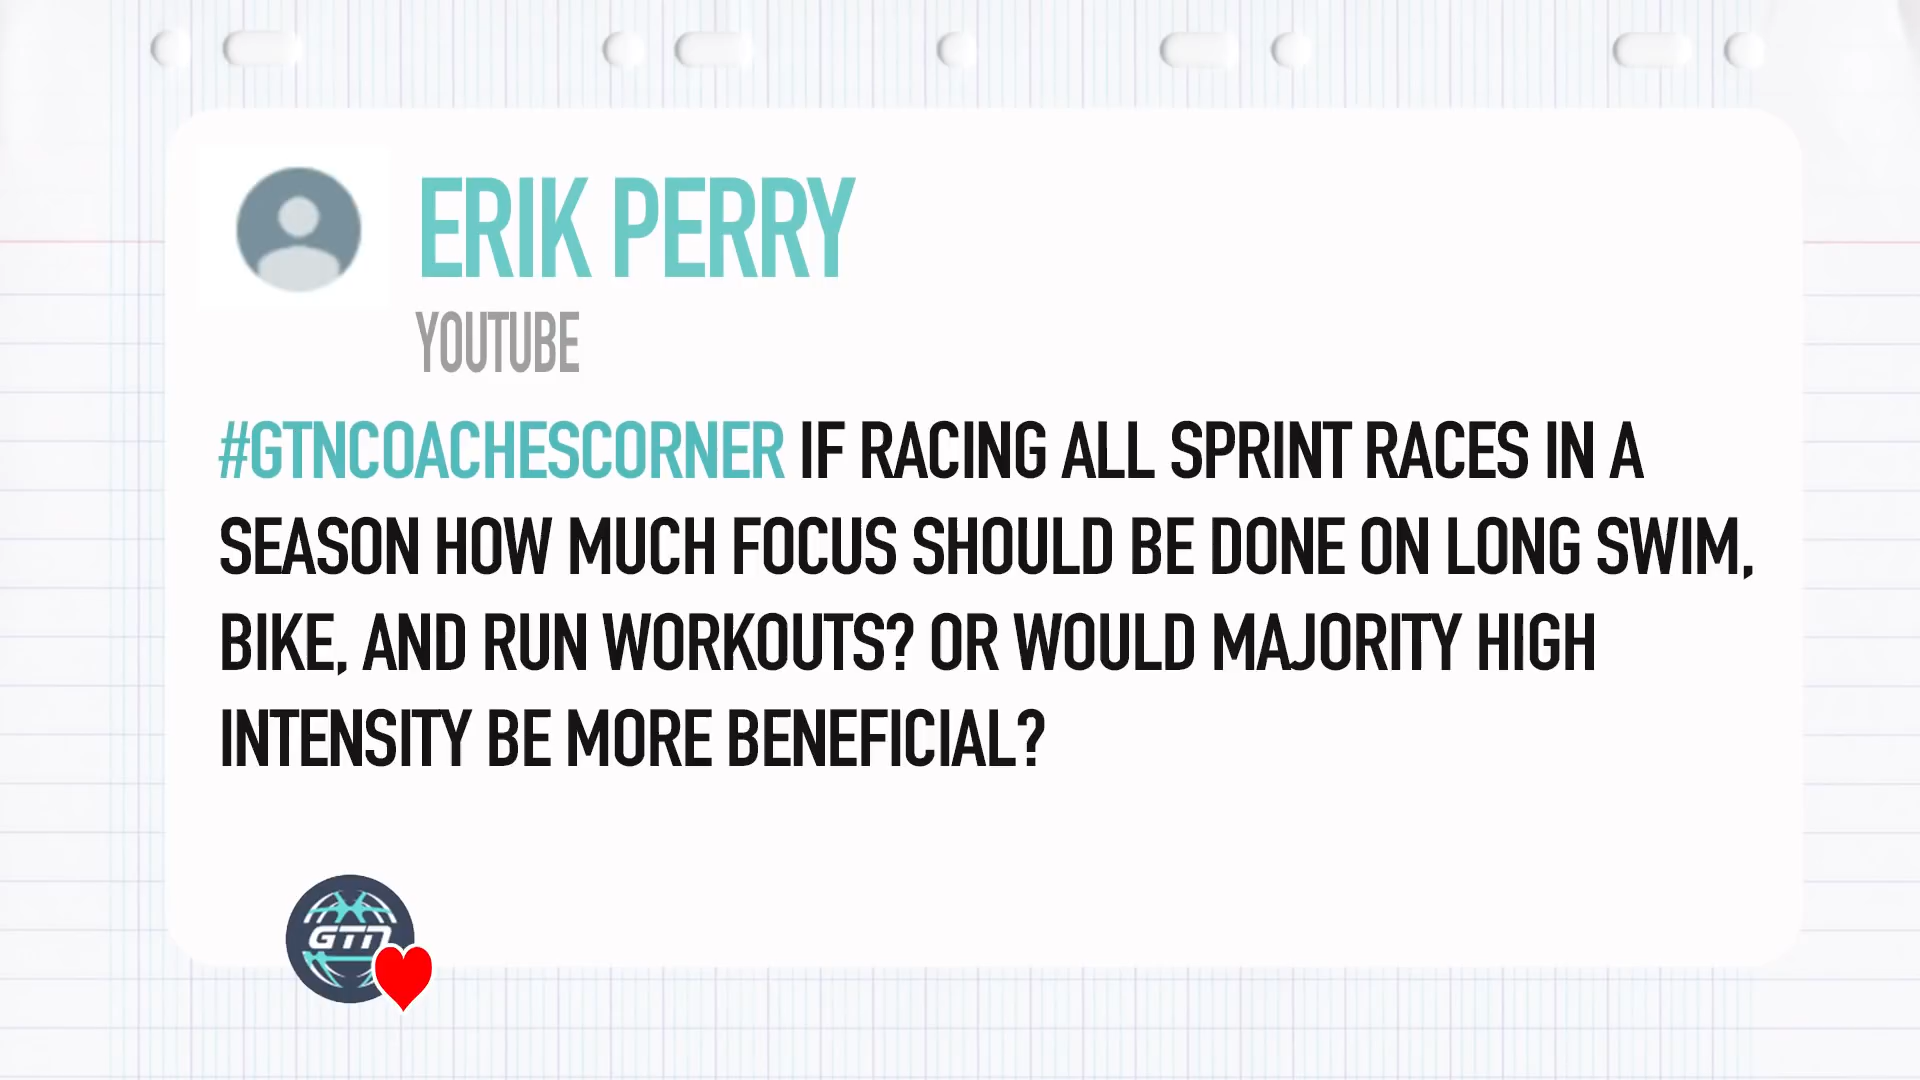 ERIK PERRY
YOUTUBE
#GTNCOACHESCORNER IF RACING ALL SPRINT RACES IN A
SEASON HOW MUCH FOCUS SHOULD BE DONE ON LONG SWIM,
BIKE, AND RUN WORKOUTS? OR WOULD MAJORITY HIGH
INTENSITY BE MORE BENEFICIAL?
GTN